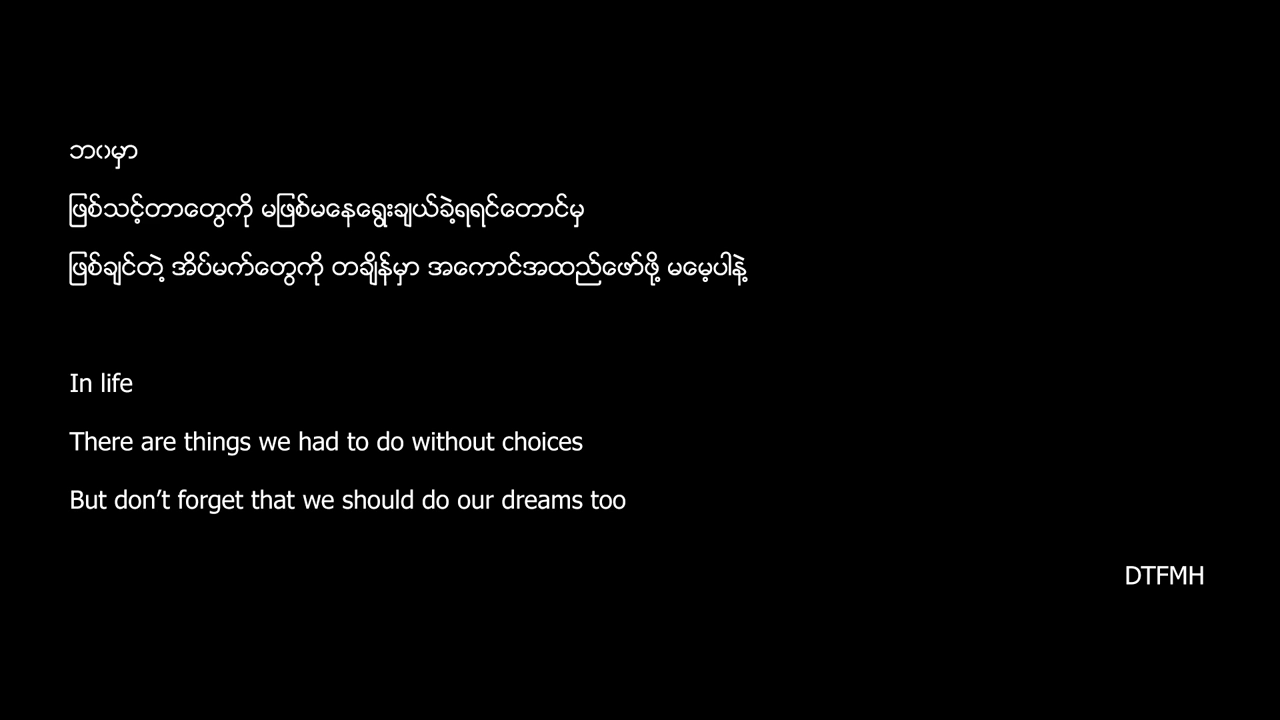 ဘဝမှာ
ဖြစ်သင့်တာတွေကို မဖြစ်မနေရွေးချယ်ခဲ့ရရင်တောင်မှ
ဖြစ်ချင်တဲ့ အိပ်မက်တွေကို တချိန်မှာ အကောင်အထည်ဖော်ဖို့ မမေ့ပါနဲ့
In life
There are things we had to do without choices
But don’t forget that we should do our dreams too
DTFMH